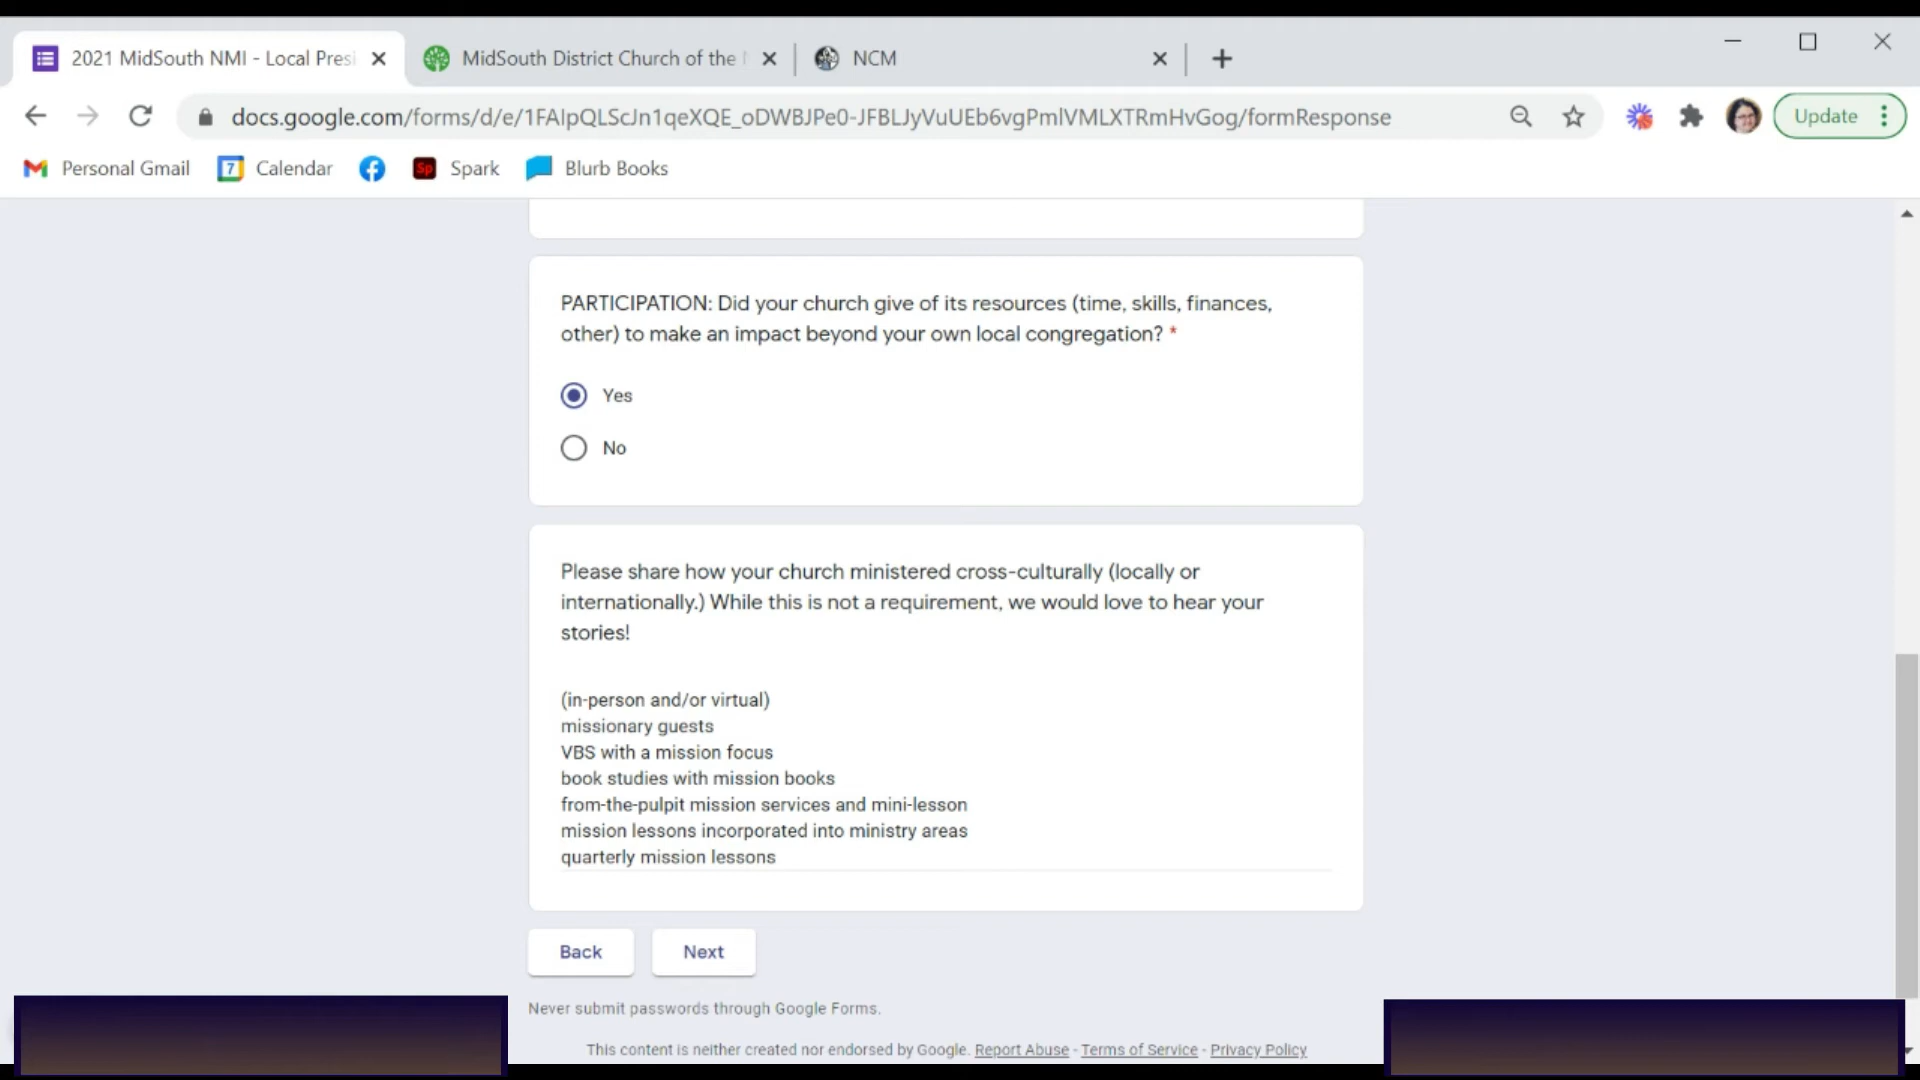 2021 MidSouth NMI - Local Presi
MidSouth District Church of the
NCM
docs.google.com/forms/d/e/1FAIpQLScJn1qeXQE_oDWBJPe0-JFBLJyVuUEb6vgPmlVMLXTRmHvGog/formResponse
Update
Personal Gmail
7
Calendar
Sp
Spark
Blurb Books
PARTICIPATION: Did your church give of its resources (time, skills, finances,
other) to make an impact beyond your own local congregation? *
Yes
No
Please share how your church ministered cross-culturally (locally or
internationally.) While this is not a requirement, we would love to hear your
stories!
(in-person and/or virtual)
missionary guests
VBS with a mission focus
book studies with mission books
from-the-pulpit mission services and mini-lesson
mission lessons incorporated into ministry areas
quarterly mission lessons
Back
Next
Never submit passwords through Google Forms.
This content is neither created nor endorsed by Google. Report Abuse - Terms of Service - Privacy Policy